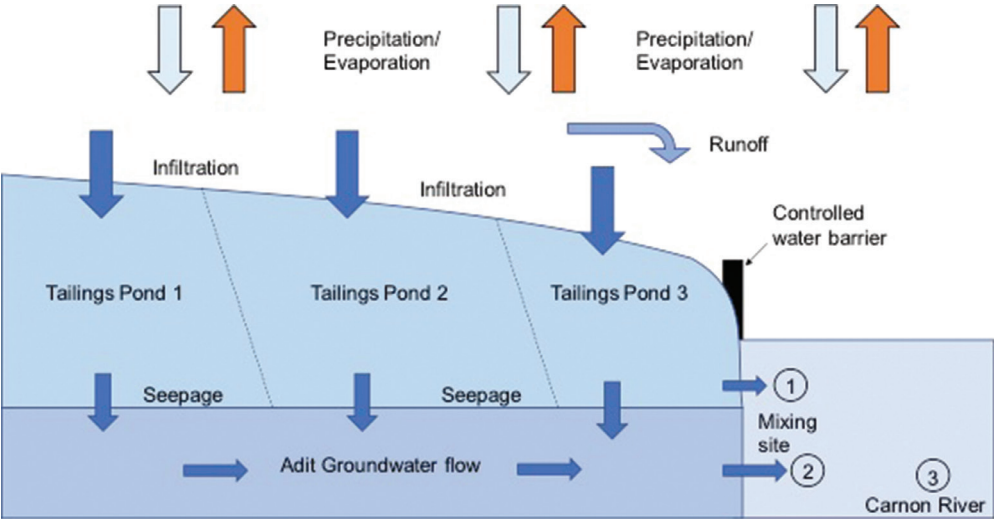 Precipitation/
Evaporation
Precipitation/
Evaporation
Runoff
Infiltration
Infiltration
Controlled
water barrier
Tailings Pond 1
Tailings Pond 2
Tailings Pond 3
Seepage
Seepage
1
Mixing
site
Adit Groundwater flow
2
3
Carnon River